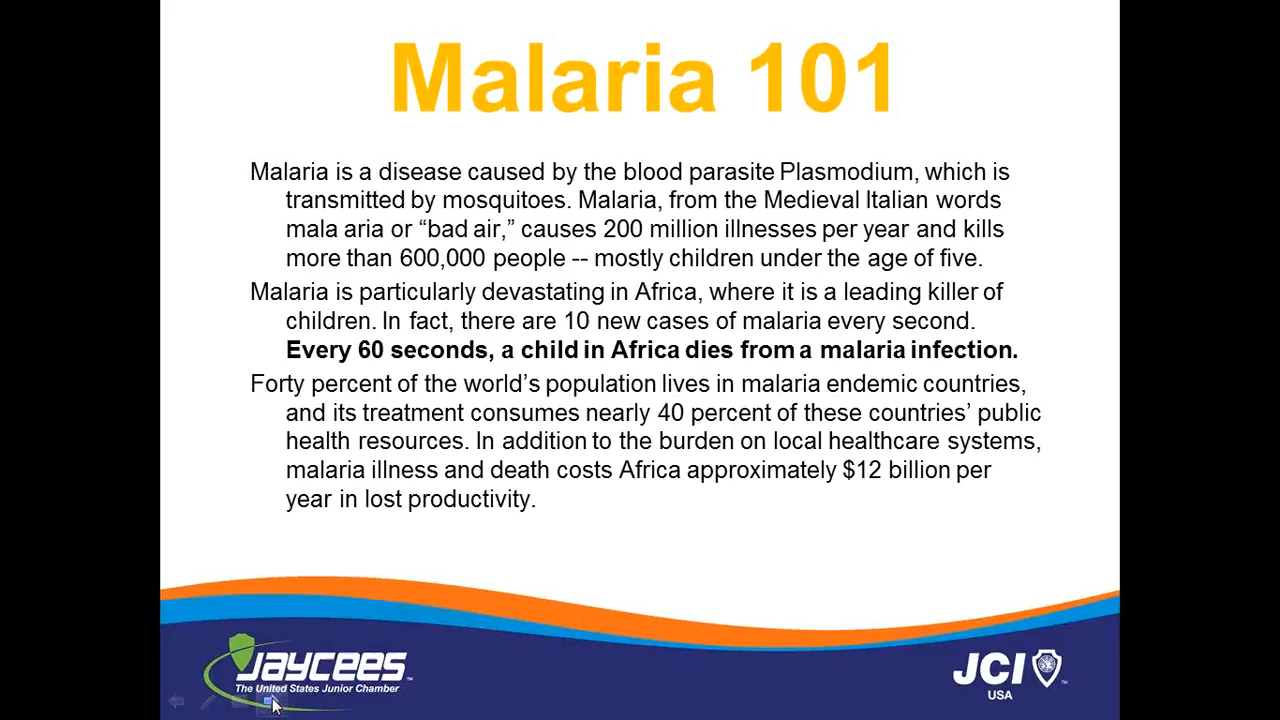 Malaria 101
Malaria is a disease caused by the blood parasite Plasmodium, which is
transmitted by mosquitoes. Malaria, from the Medieval Italian words
mala aria or “bad air,” causes 200 million illnesses per year and kills
more than 600,000 people -- mostly children under the age of five.
Malaria is particularly devastating in Africa, where it is a leading killer of
children. In fact, there are 10 new cases of malaria every second.
Every 60 seconds, a child in Africa dies from a malaria infection.
Forty percent of the world’s population lives in malaria endemic countries,
and its treatment consumes nearly 40 percent of these countries’ public
health resources. In addition to the burden on local healthcare systems,
malaria illness and death costs Africa approximately $12 billion per
year in lost productivity.
Jaycees™
The United States Junior Chamber
JCI™
USA